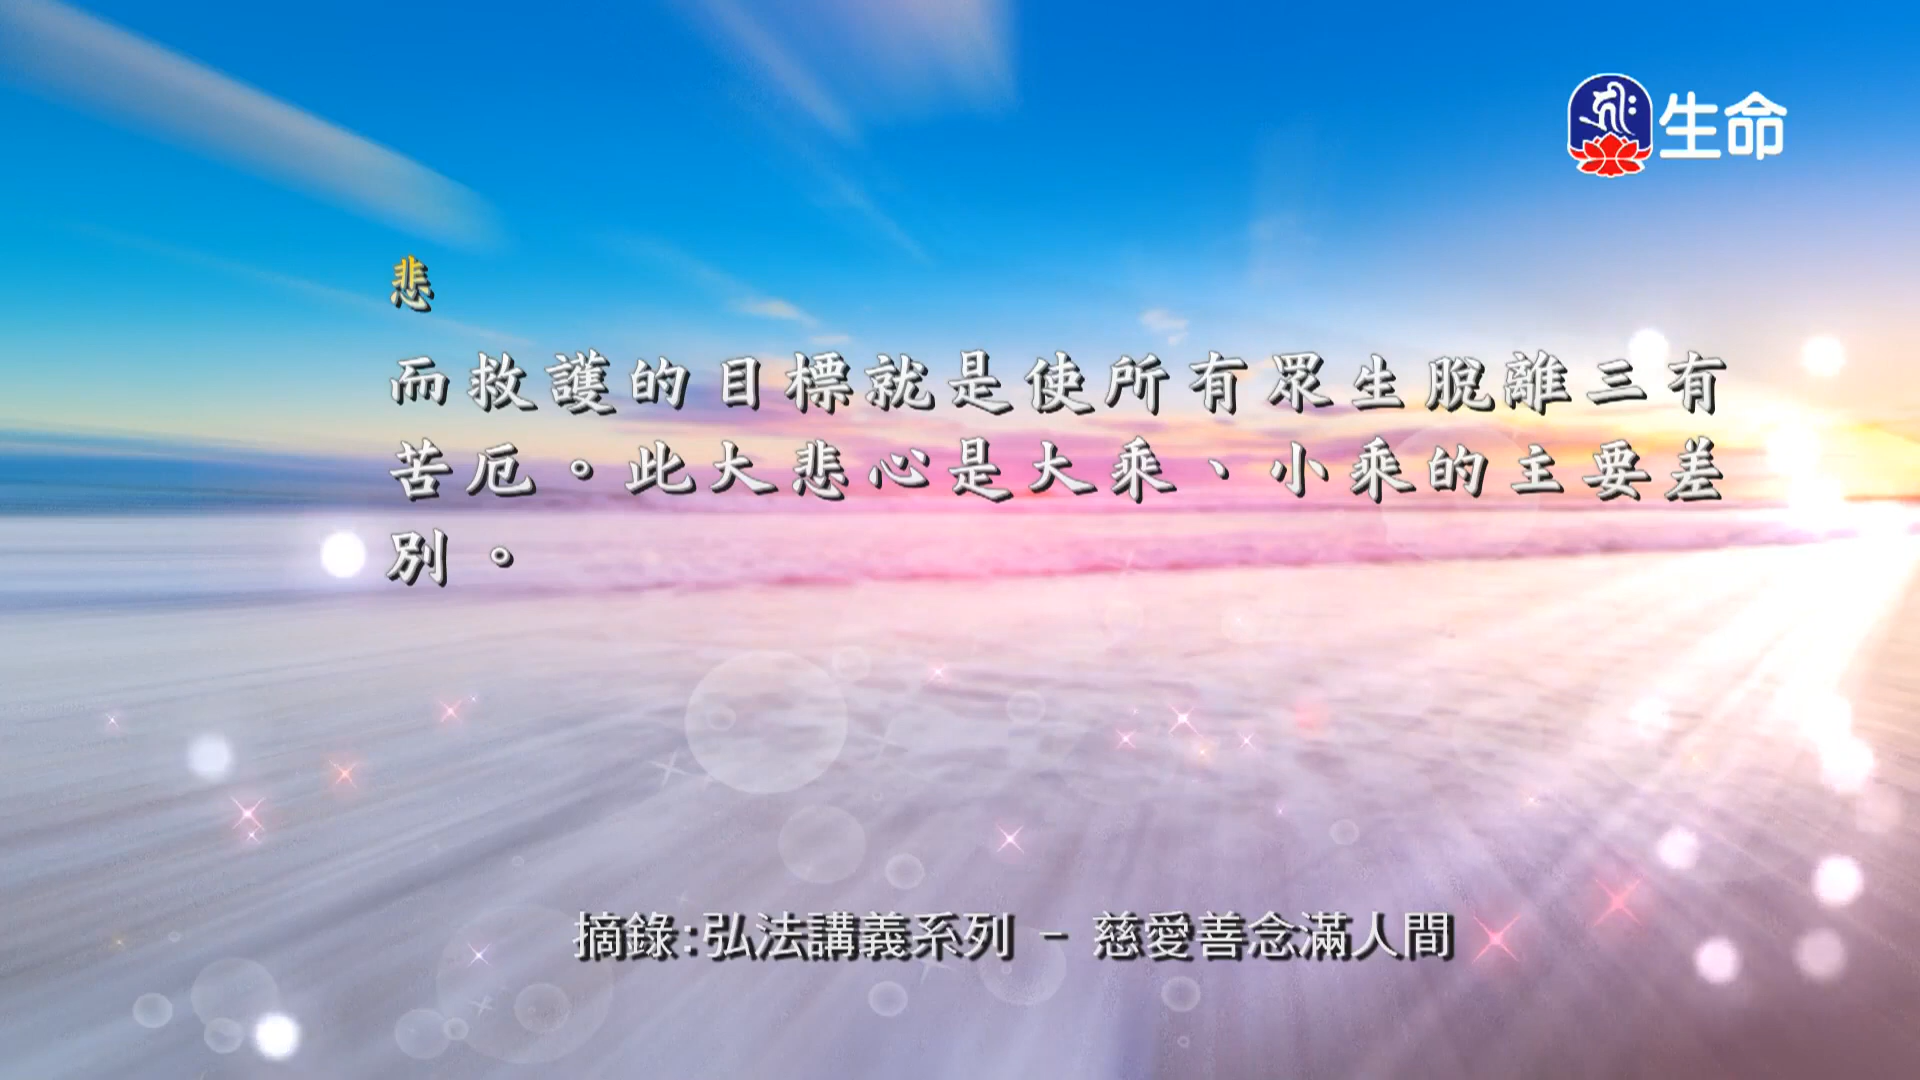 生命
悲
而救護的目標就是使所有眾生脫離三有
苦厄。此大悲心是大乘、小乘的主要差
別。
摘錄:弘法講義系列 - 慈愛善念滿人間